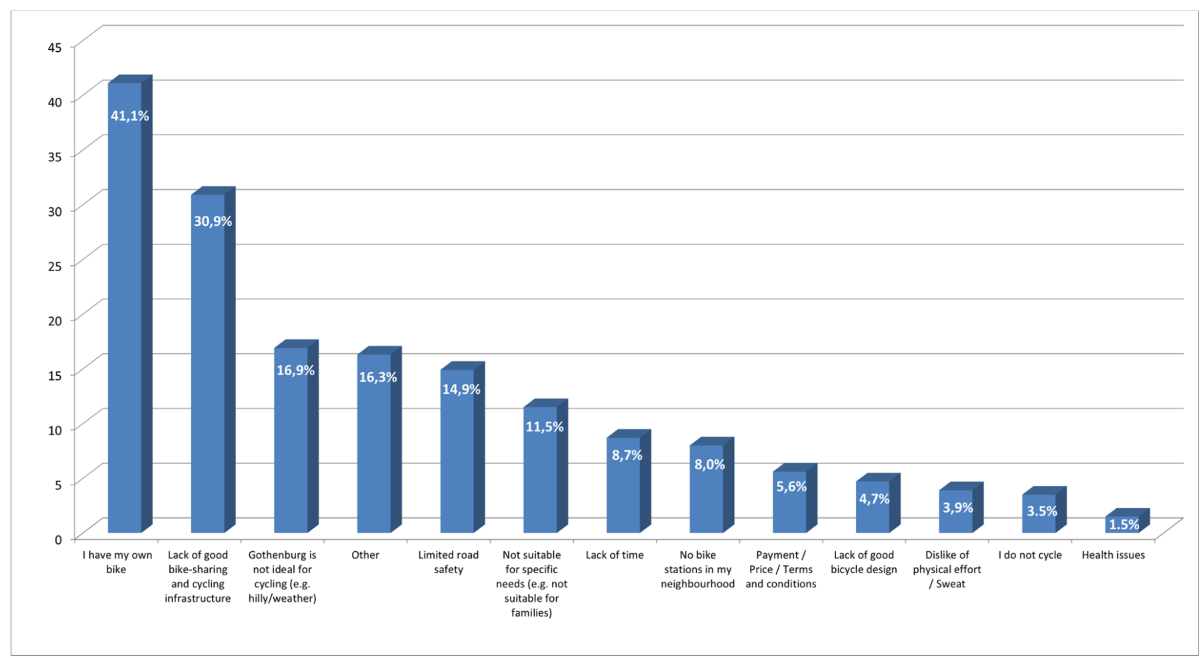 45
40
35
30
25
20
15
10
5
0
41,1%
30,9%
16,9%
16,3%
14,9%
11,5%
8,7%
8,0%
5,6%
4,7%
3,9%
3.5%
1.5%
I have my own
bike
Lack of good
bike-sharing
and cycling
infrastructure
Gothenburg is
not ideal for
cycling (e.g.
hilly/weather)
Other
Limited road
safety
Not suitable
for specific
needs (e.g. not
suitable for
families)
Lack of time
No bike
stations in my
neighbourhood
Payment /
Price / Terms
and conditions
Lack of good
bicycle design
Dislike of
physical effort
/ Sweat
I do not cycle
Health issues